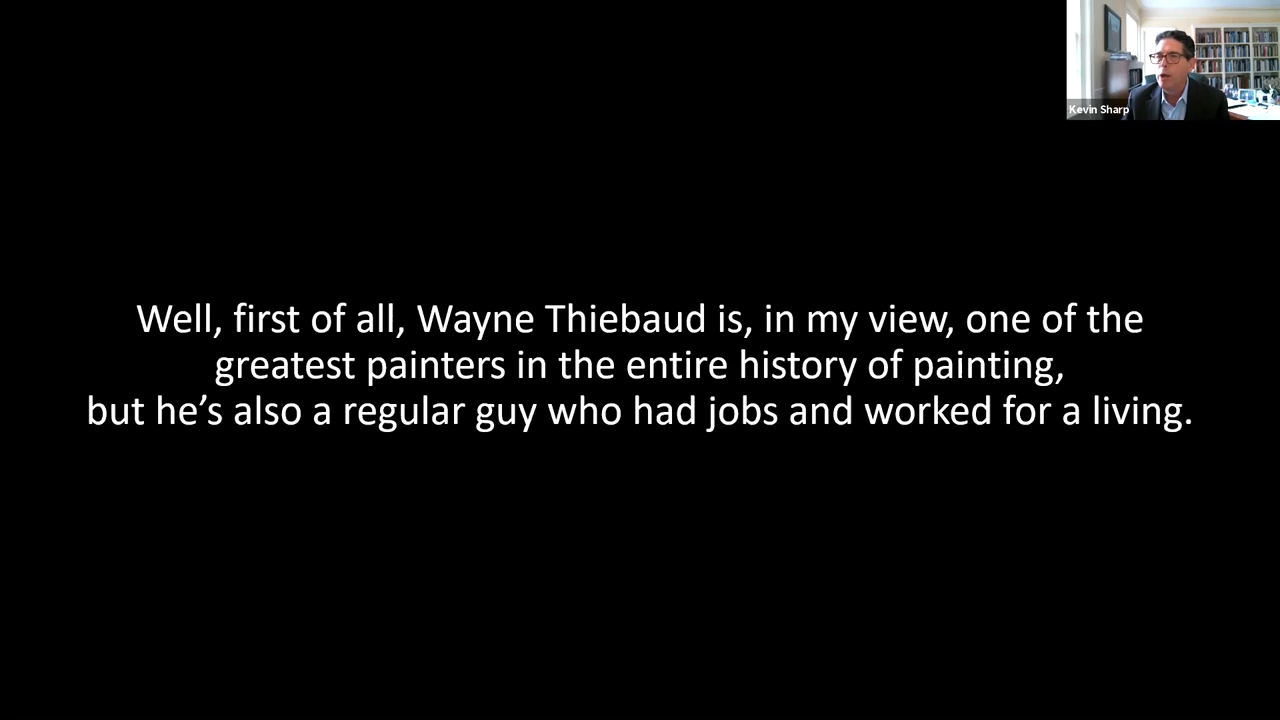 Kevin Sharp
Well, first of all, Wayne Thiebaud is, in my view, one of the
greatest painters in the entire history of painting,
but he’s also a regular guy who had jobs and worked for a living.